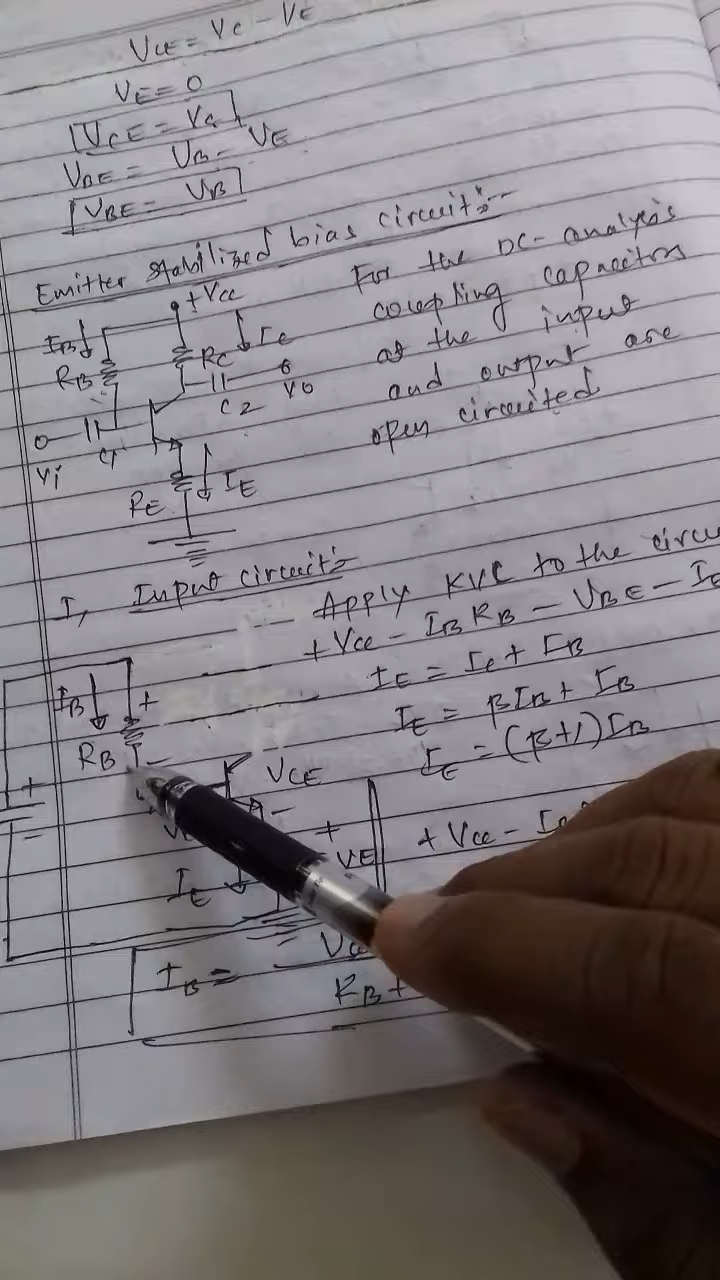 VCE = VC - VE
VE = 0
VCE = VC
VBE = VB - VE
VBE = VB
Emitter stabilized bias circuit:-
+Vcc
IB
RB
RC
IC
C2
Vo
Vi
C1
RE
IE
For the DC-analysis
coupling capacitors
at the input
and output are
open circuited
I, Input circuit:-
Apply KVL to the
+Vcc - IB RB - VBE - IE
IE = IC + IB
IE = βIB + IB
IE = (β+1)IB
IB
+
RB
-
VCE
+
-
-
+
VE
IE
+Vcc -
IB =
RB +